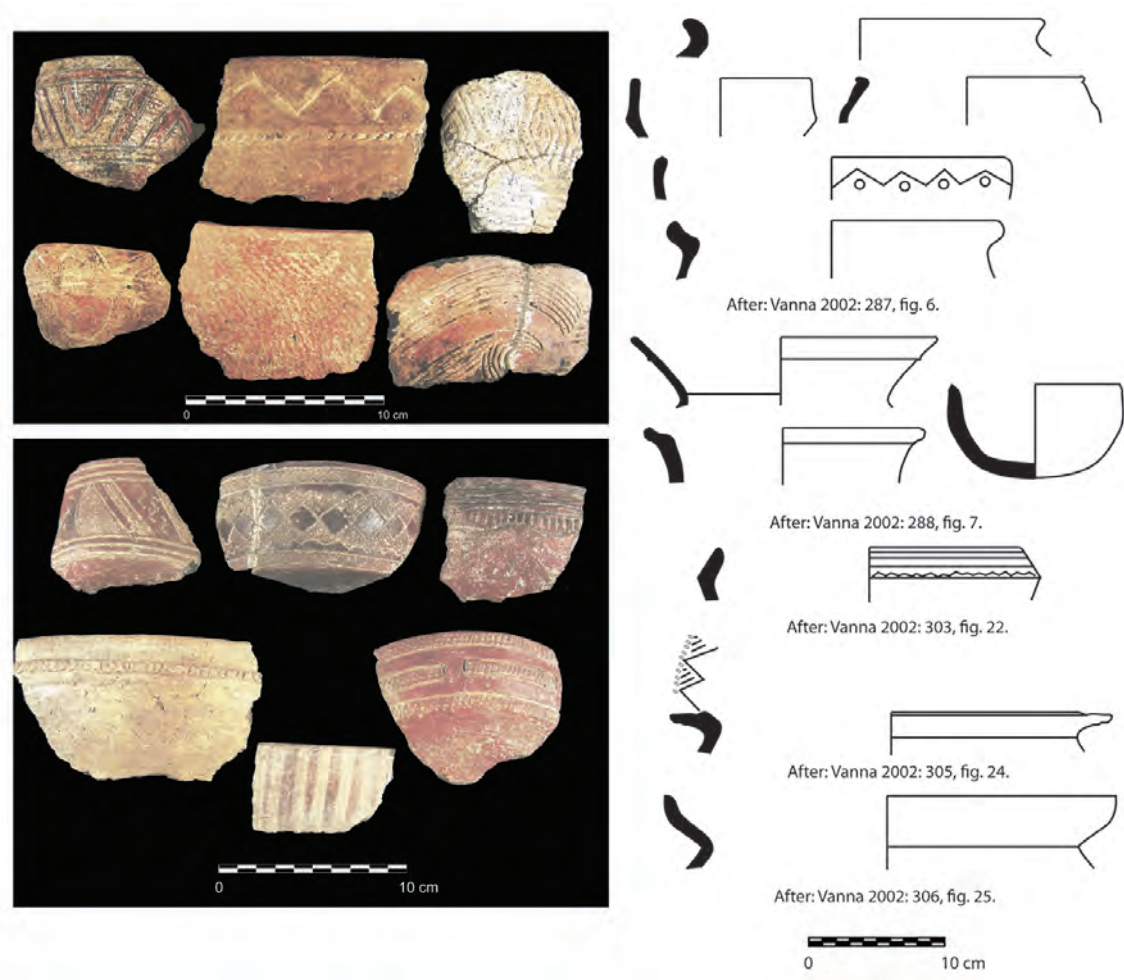 0 10 cm
0 10 cm
After: Vanna 2002: 287, fig. 6.
After: Vanna 2002: 288, fig. 7.
After: Vanna 2002: 303, fig. 22.
After: Vanna 2002: 305, fig. 24.
After: Vanna 2002: 306, fig. 25.
0 10 cm